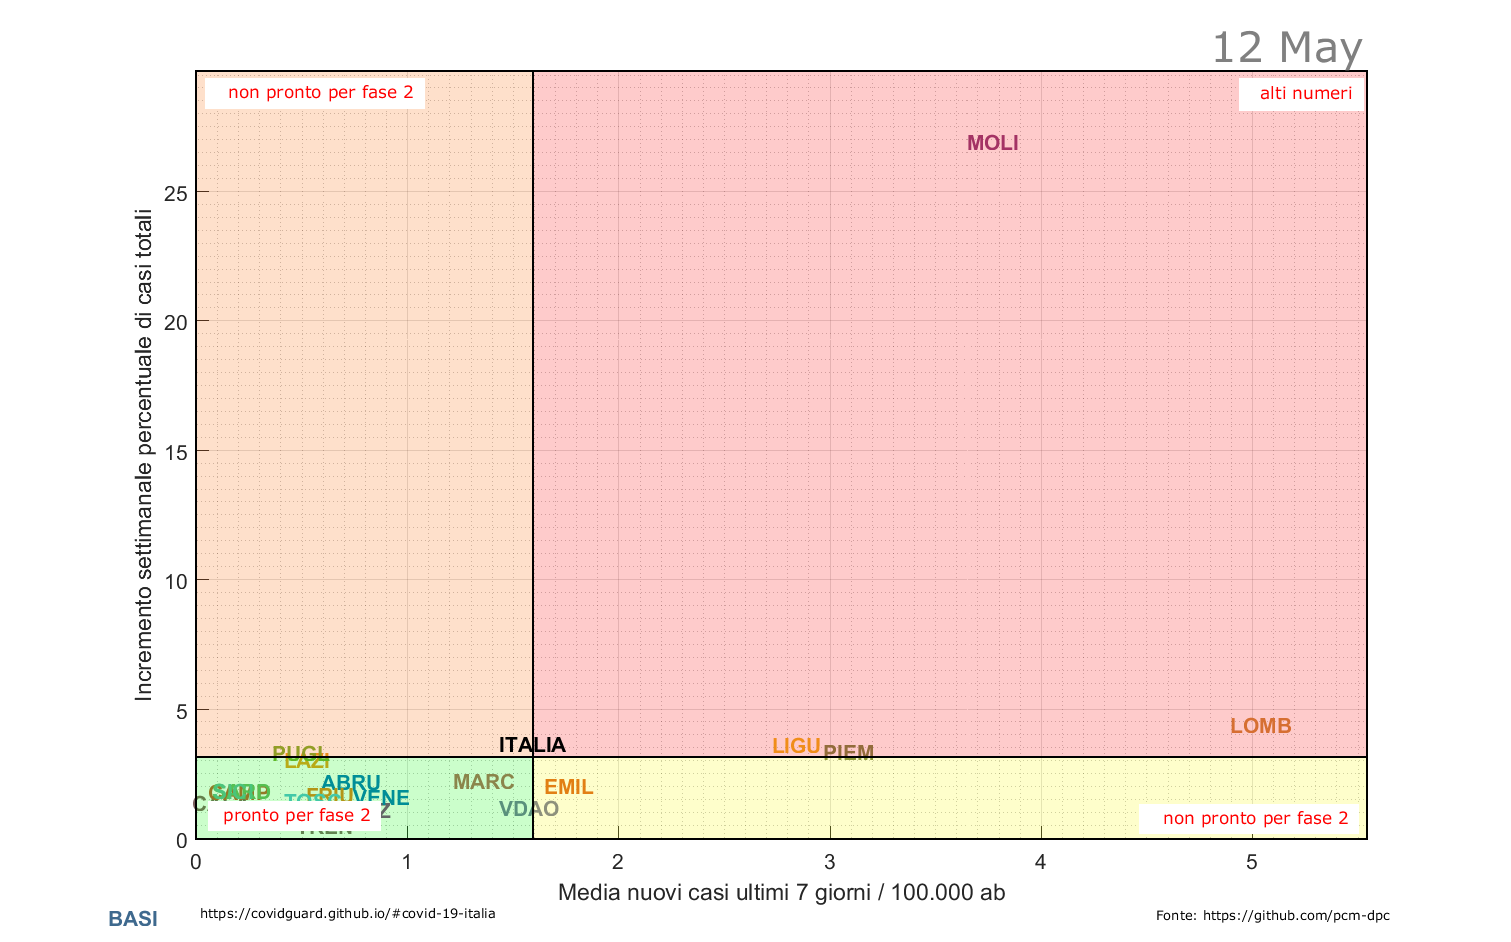 12 May
non pronto per fase 2
alti numeri
MOLI
25
20
15
10
5
0
Incremento settimanale percentuale di casi totali
LOMB
ITALIA
LIGU
PIEM
PUGL
LAZI
ABRU
MARC
EMIL
FRIU
VENE
VDAO
pronto per fase 2
non pronto per fase 2
0 1 2 3 4 5
Media nuovi casi ultimi 7 giorni / 100.000 ab
BASI
https://covidguard.github.io/#covid-19-italia
Fonte: https://github.com/pcm-dpc